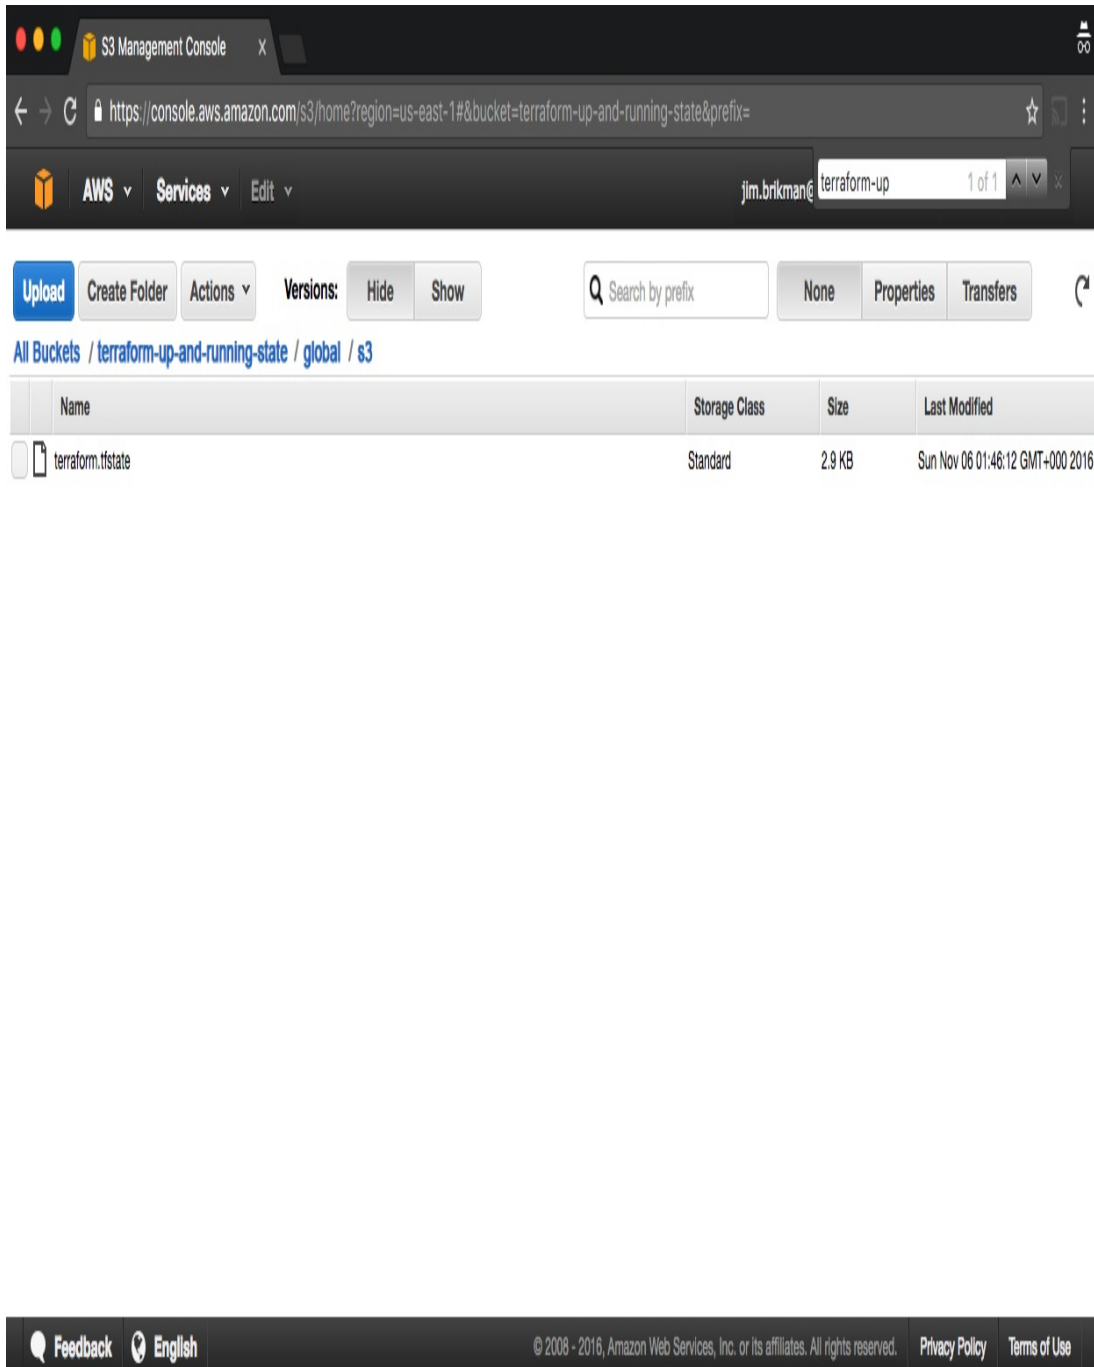 S3 Management Console X
https://console.aws.amazon.com/s3/home?region=us-east-1#&bucket=terraform-up-and-running-state&prefix=
AWS Services Edit jim.brikman@ terraform-up 1 of 1
Upload Create Folder Actions Versions: Hide Show Search by prefix None Properties Transfers
All Buckets / terraform-up-and-running-state / global / s3
Name Storage Class Size Last Modified
terraform.tfstate Standard 2.9 KB Sun Nov 06 01:46:12 GMT+000 2016
Feedback English © 2008 - 2016, Amazon Web Services, Inc. or its affiliates. All rights reserved. Privacy Policy Terms of Use